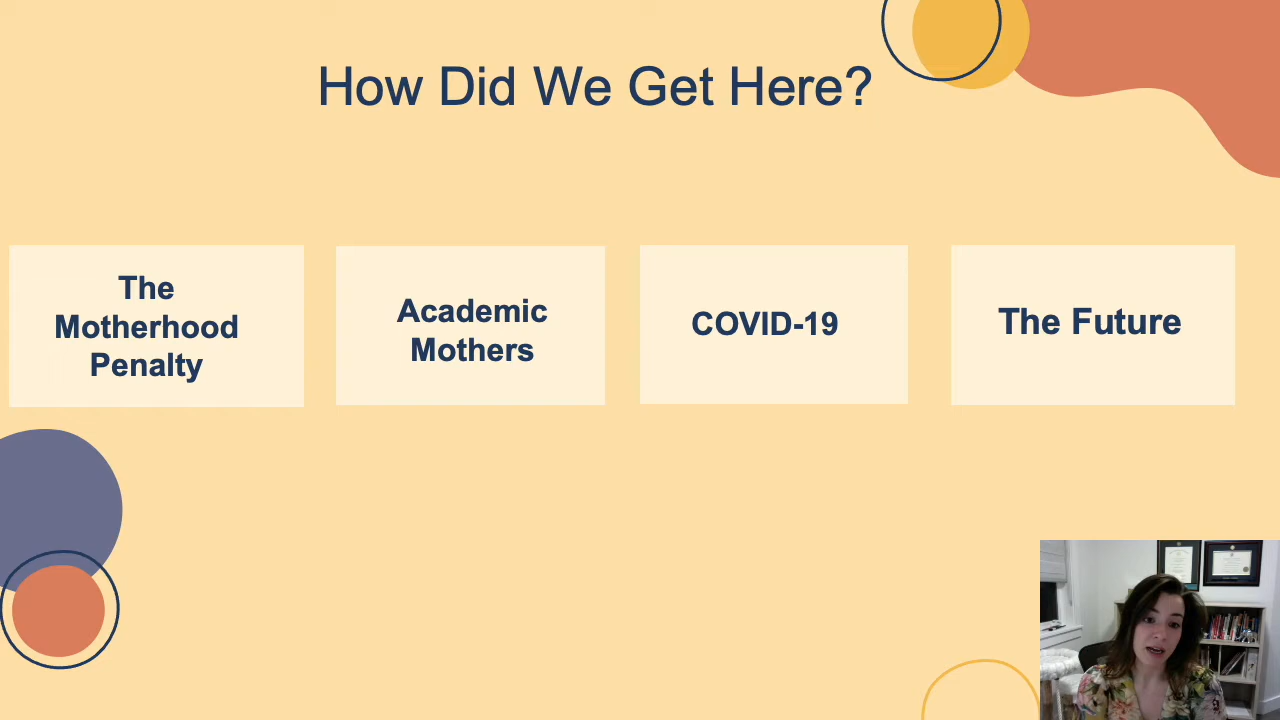 How Did We Get Here?
The
Motherhood
Penalty
Academic
Mothers
COVID-19
The Future